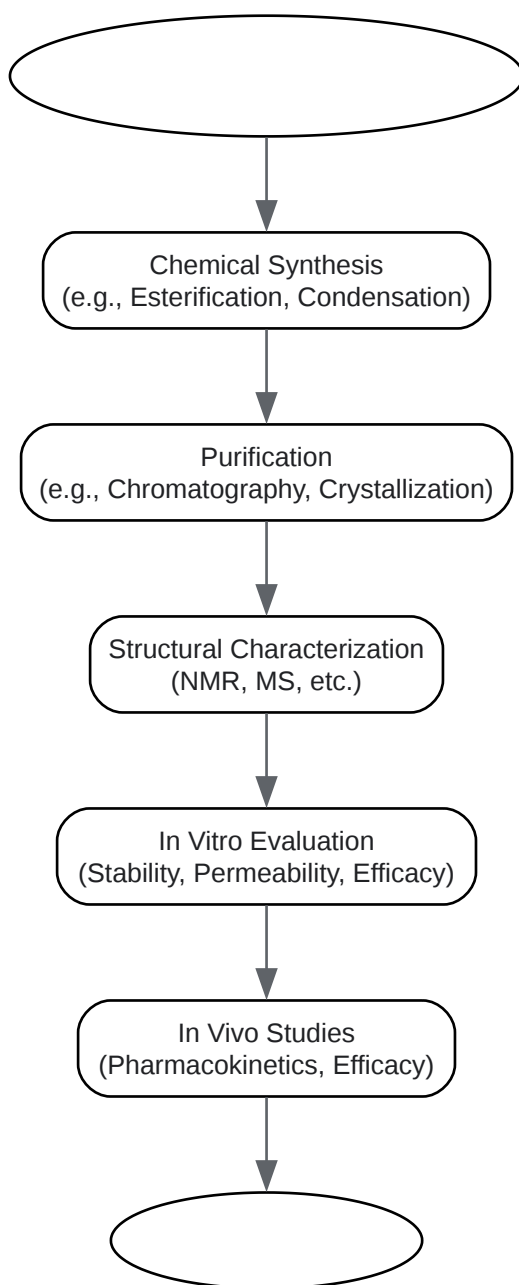 Chemical Synthesis
(e.g., Esterification, Condensation)
Purification
(e.g., Chromatography, Crystallization)
Structural Characterization
(NMR, MS, etc.)
In Vitro Evaluation
(Stability, Permeability, Efficacy)
In Vivo Studies
(Pharmacokinetics, Efficacy)